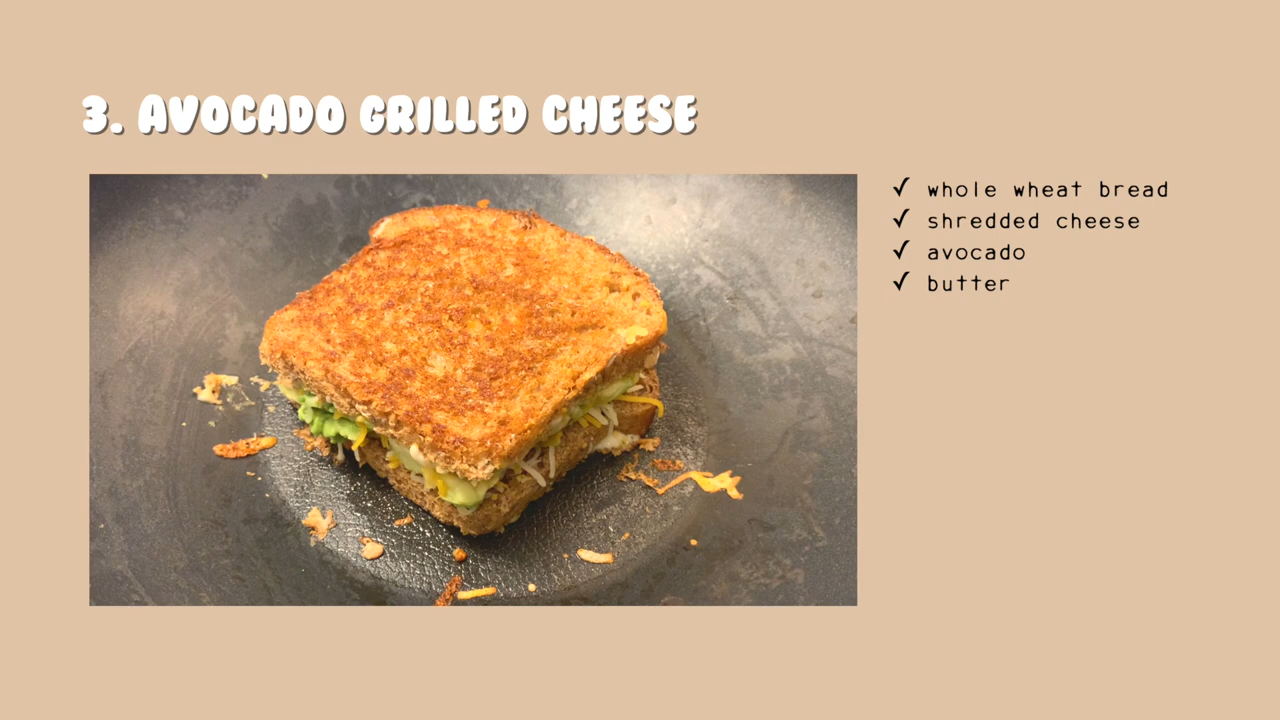 3. AVOCADO GRILLED CHEESE
✓ whole wheat bread
✓ shredded cheese
✓ avocado
✓ butter